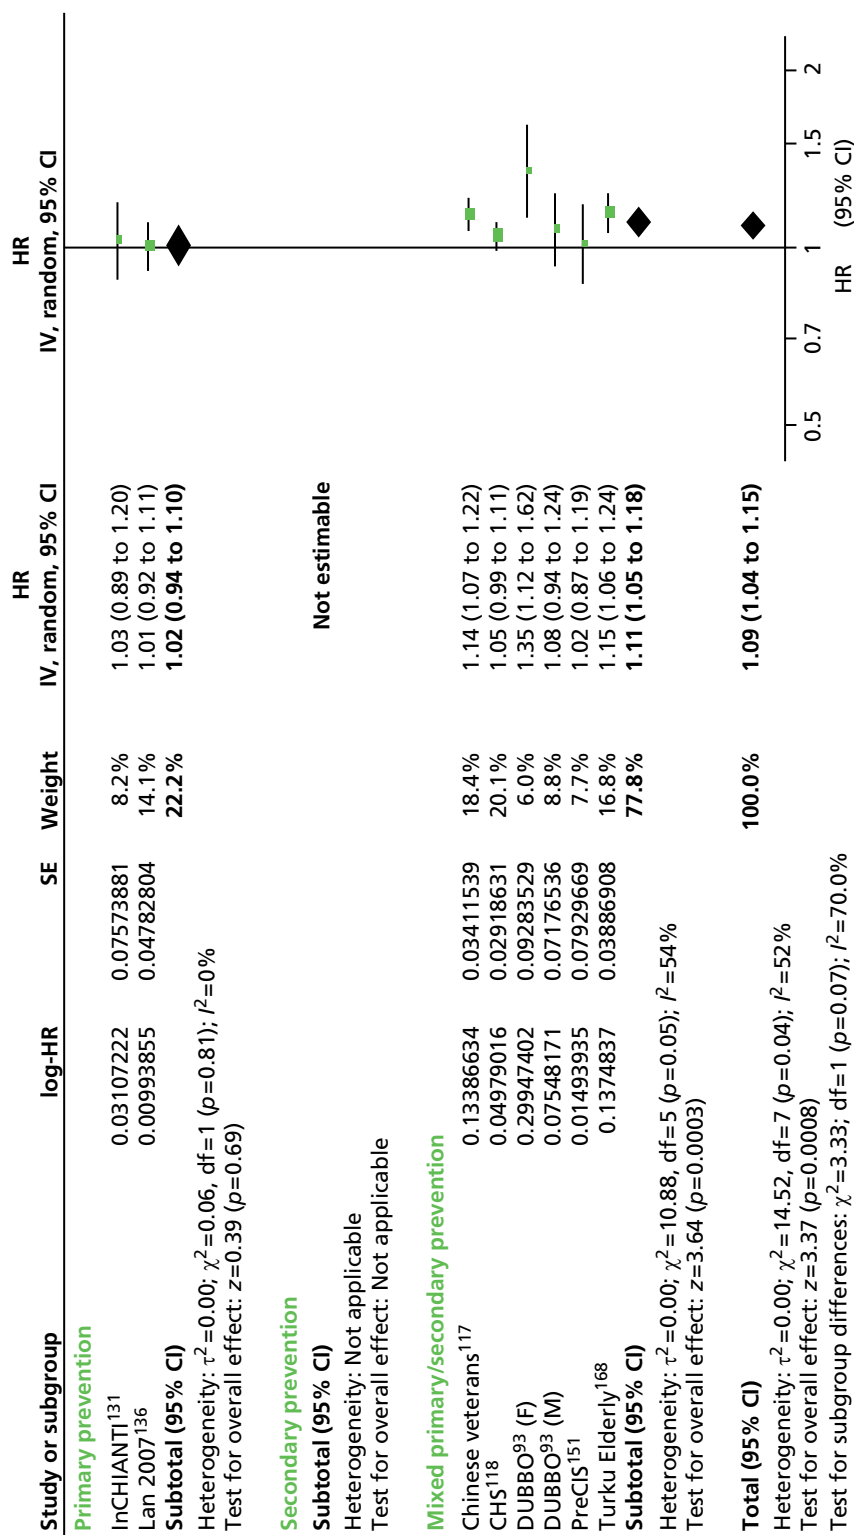 HR HR
Study or subgroup log-HR SE Weight IV, random, 95% CI IV, random, 95% CI
Primary prevention
InCHIANTI131 0.03107222 0.07573881 8.2% 1.03 (0.89 to 1.20)
Lan 2007136 0.00993855 0.04782804 14.1% 1.01 (0.92 to 1.11)
Subtotal (95% CI) 22.2% 1.02 (0.94 to 1.10)
Heterogeneity: τ2=0.00; χ2=0.06, df=1 (p=0.81); I2=0%
Test for overall effect: z=0.39 (p=0.69)
Secondary prevention
Subtotal (95% CI) Not estimable
Heterogeneity: Not applicable
Test for overall effect: Not applicable
Mixed primary/secondary prevention
Chinese veterans117 0.13386634 0.03411539 18.4% 1.14 (1.07 to 1.22)
CHS118 0.04979016 0.02918631 20.1% 1.05 (0.99 to 1.11)
DUBBO93 (F) 0.29947402 0.09283529 6.0% 1.35 (1.12 to 1.62)
DUBBO93 (M) 0.07548171 0.07176536 8.8% 1.08 (0.94 to 1.24)
PreCIS151 0.01493935 0.07929669 7.7% 1.02 (0.87 to 1.19)
Turku Elderly168 0.1374837 0.03886908 16.8% 1.15 (1.06 to 1.24)
Subtotal (95% CI) 77.8% 1.11 (1.05 to 1.18)
Heterogeneity: τ2=0.00; χ2=10.88, df=5 (p=0.05); I2=54%
Test for overall effect: z=3.64 (p=0.0003)
Total (95% CI) 100.0% 1.09 (1.04 to 1.15)
Heterogeneity: τ2=0.00; χ2=14.52, df=7 (p=0.04); I2=52%
Test for overall effect: z=3.37 (p=0.0008)
Test for subgroup differences: χ2=3.33; df=1 (p=0.07); I2=70.0%
0.5 0.7 1 1.5 2
HR (95% CI)